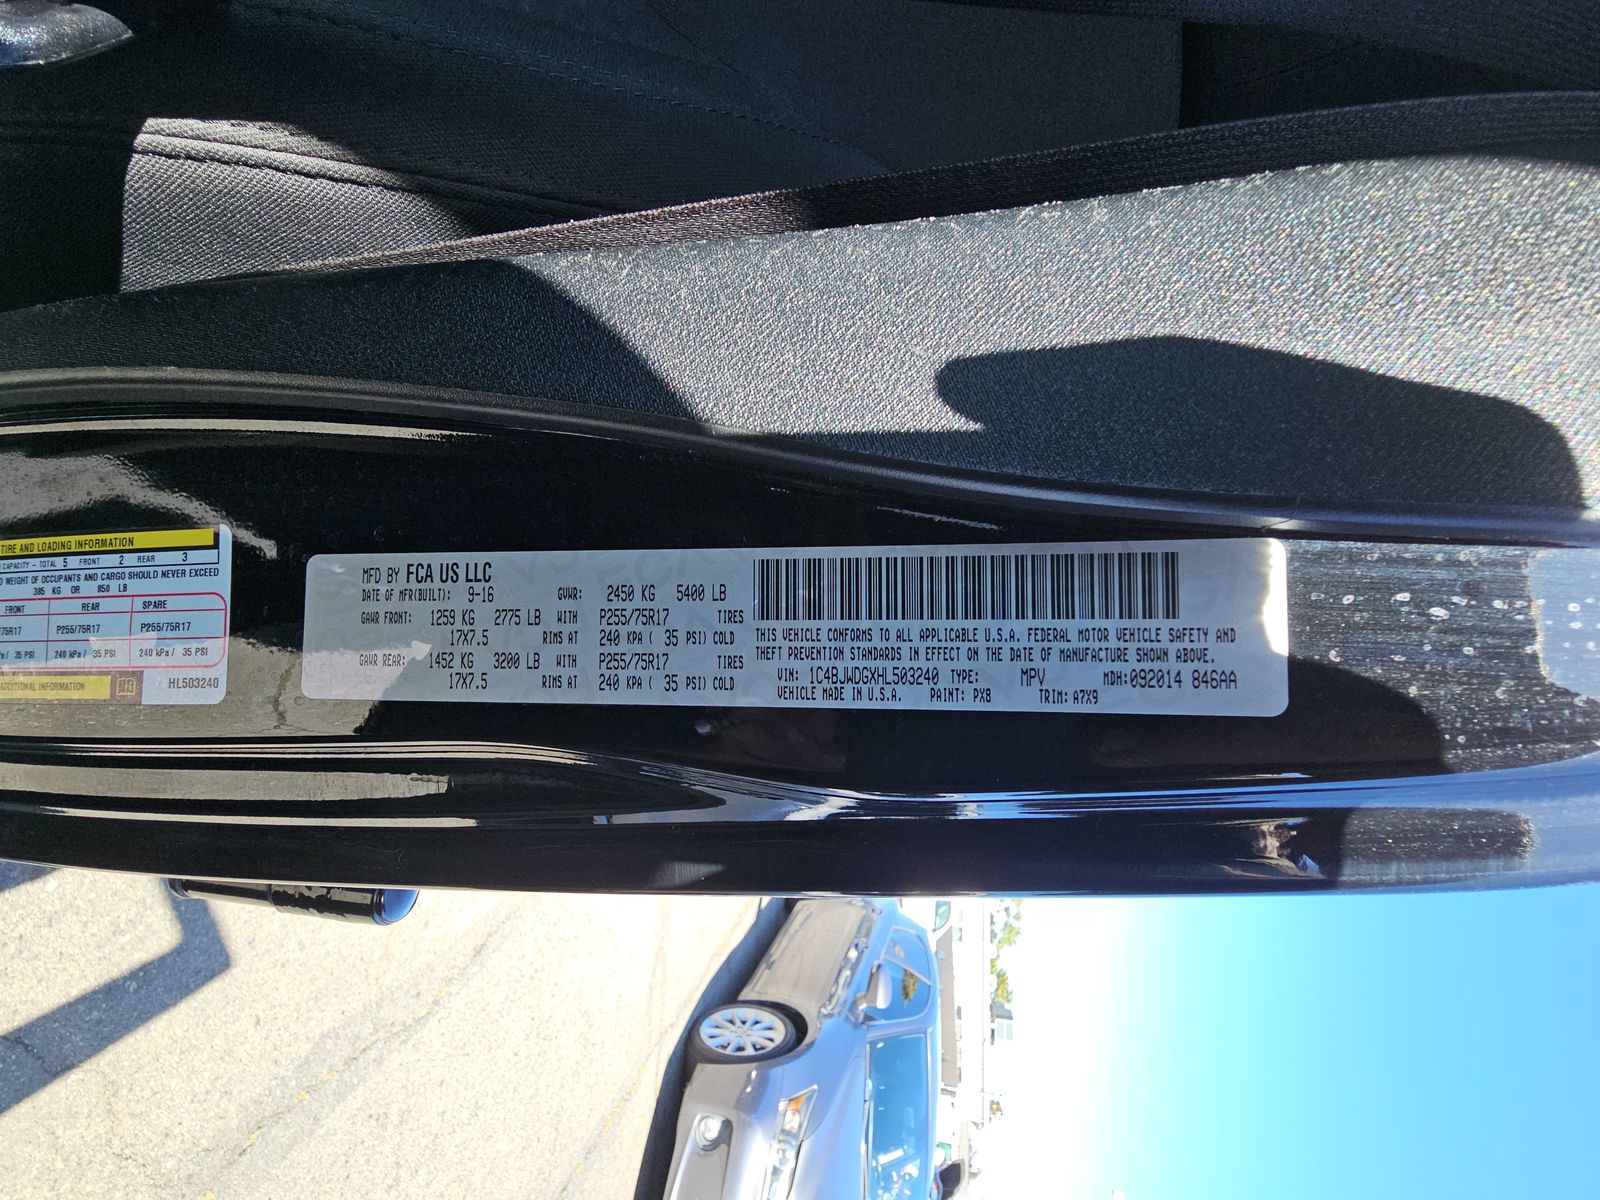 TIRE AND LOADING INFORMATION
CAPACITY - TOTAL 5 FRONT 2 REAR 3
WEIGHT OF OCCUPANTS AND CARGO SHOULD NEVER EXCEED
385 KG OR 850 LB
FRONT REAR SPARE
/75R17 P255/75R17 P255/75R17
/ 35 PSI 240 kPa / 35 PSI 240 kPa / 35 PSI
ADDITIONAL INFORMATION
HL503240
MFD BY FCA US LLC
DATE OF MFR(BUILT): 9-16 GVWR: 2450 KG 5400 LB
GAWR FRONT: 1259 KG 2775 LB WITH P255/75R17 TIRES
17X7.5 RIMS AT 240 KPA ( 35 PSI) COLD
GAWR REAR: 1452 KG 3200 LB WITH P255/75R17 TIRES
17X7.5 RIMS AT 240 KPA ( 35 PSI) COLD
THIS VEHICLE CONFORMS TO ALL APPLICABLE U.S.A. FEDERAL MOTOR VEHICLE SAFETY AND
THEFT PREVENTION STANDARDS IN EFFECT ON THE DATE OF MANUFACTURE SHOWN ABOVE.
VIN: 1C4BJWDGXHL503240 TYPE: MPV MDH:092014 846AA
VEHICLE MADE IN U.S.A. PAINT: PX8 TRIM: A7X9